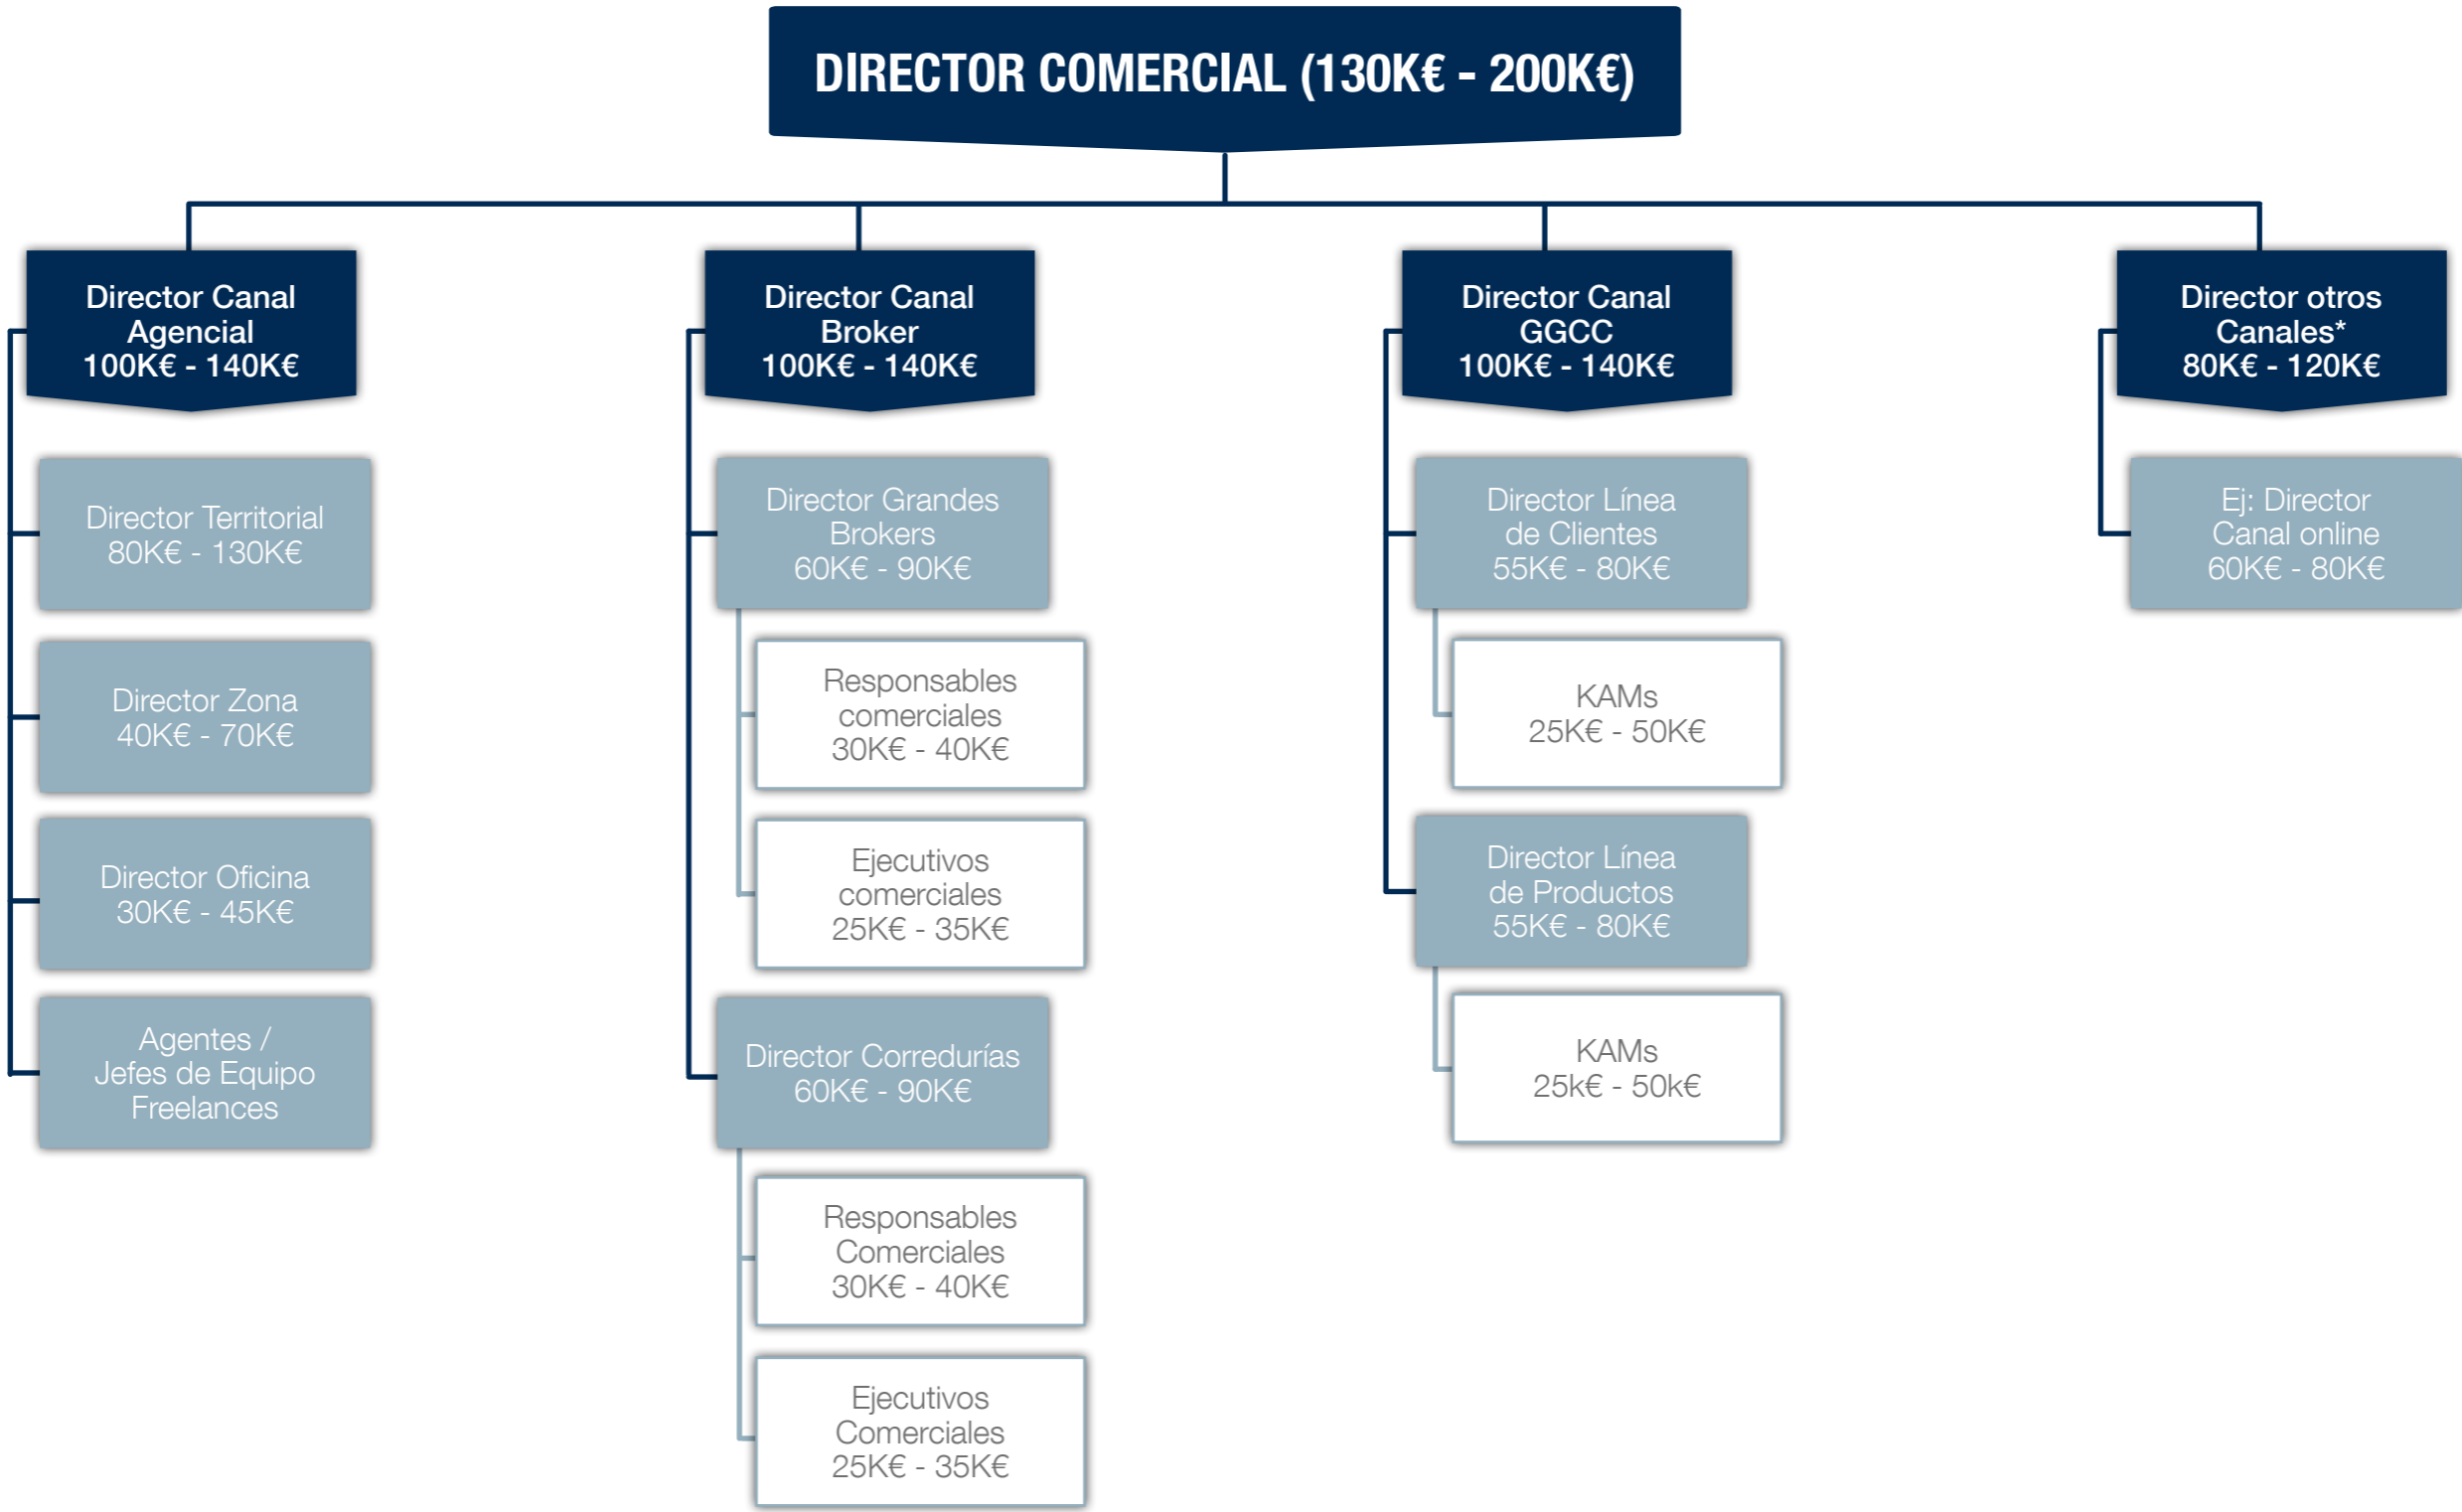 DIRECTOR COMERCIAL (130K€ - 200K€)
Director Canal
Agencial
100K€ - 140K€
Director Territorial
80K€ - 130K€
Director Zona
40K€ - 70K€
Director Oficina
30K€ - 45K€
Agentes /
Jefes de Equipo
Freelances
Director Canal
Broker
100K€ - 140K€
Director Grandes
Brokers
60K€ - 90K€
Responsables
comerciales
30K€ - 40K€
Ejecutivos
comerciales
25K€ - 35K€
Director Corredurías
60K€ - 90K€
Responsables
Comerciales
30K€ - 40K€
Ejecutivos
Comerciales
25K€ - 35K€
Director Canal
GGCC
100K€ - 140K€
Director Línea
de Clientes
55K€ - 80K€
KAMs
25K€ - 50K€
Director Línea
de Productos
55K€ - 80K€
KAMs
25k€ - 50k€
Director otros
Canales*
80K€ - 120K€
Ej: Director
Canal online
60K€ - 80K€